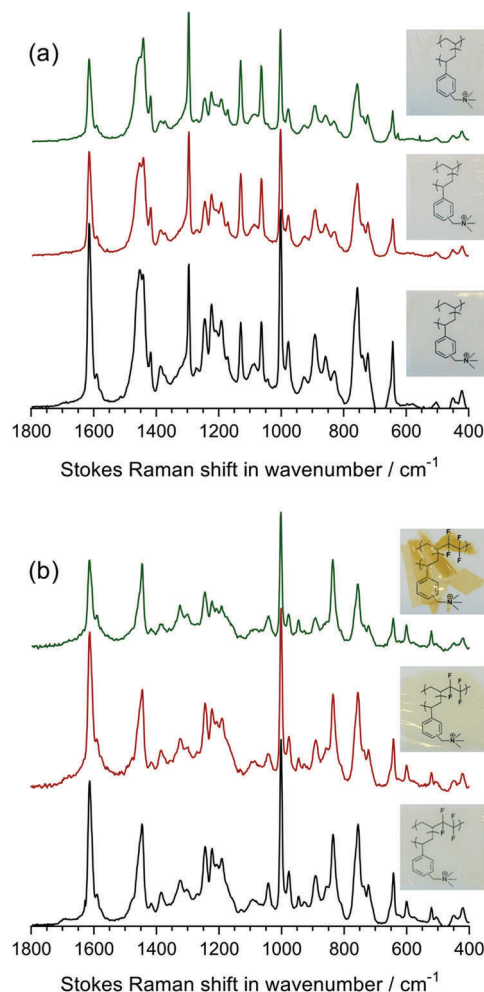 (a)
N
⊕
N
⊕
N
⊕
1800 1600 1400 1200 1000 800 600 400
Stokes Raman shift in wavenumber / cm⁻¹
(b)
F
F
F F
N
⊕
F
F
F F
N
⊕
F
F
F F
N
⊕
1800 1600 1400 1200 1000 800 600 400
Stokes Raman shift in wavenumber / cm⁻¹